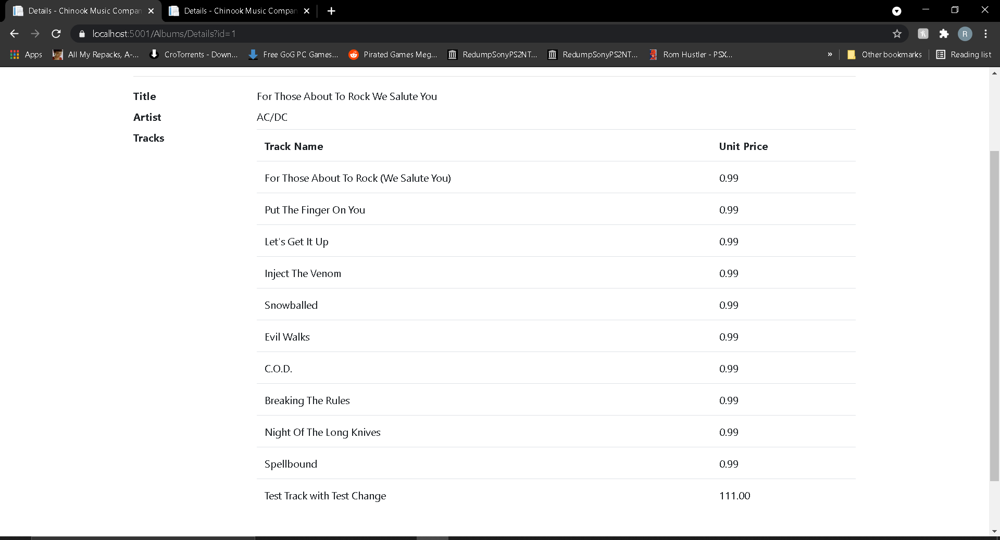 Details - Chinook Music Compan
Details - Chinook Music Compan
localhost:5001/Albums/Details?id=1
R
Apps
All My Repacks, A-...
CroTorrents - Down...
Free GoG PC Games...
Pirated Games Meg...
RedumpSonyPS2NT...
RedumpSonyPS2NT...
Rom Hustler - PSX...
»
Other bookmarks
Reading list
Title For Those About To Rock We Salute You
Artist AC/DC
Tracks
Track Name Unit Price
For Those About To Rock (We Salute You) 0.99
Put The Finger On You 0.99
Let's Get It Up 0.99
Inject The Venom 0.99
Snowballed 0.99
Evil Walks 0.99
C.O.D. 0.99
Breaking The Rules 0.99
Night Of The Long Knives 0.99
Spellbound 0.99
Test Track with Test Change 111.00